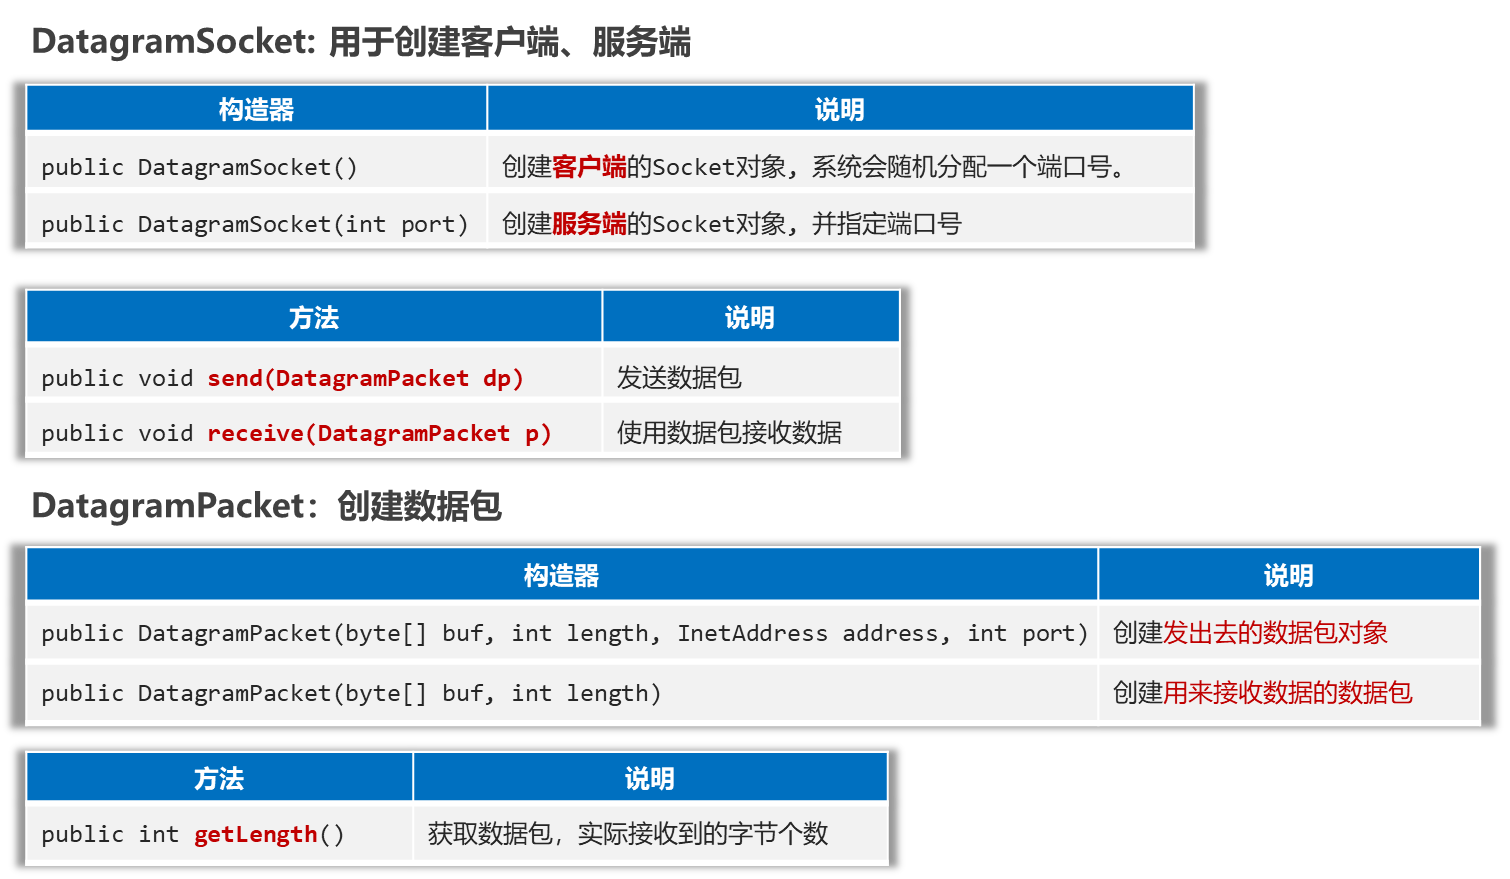 DatagramSocket: 用于创建客户端、服务端
构造器 说明
public DatagramSocket() 创建客户端的Socket对象，系统会随机分配一个端口号。
public DatagramSocket(int port) 创建服务端的Socket对象，并指定端口号
方法 说明
public void send(DatagramPacket dp) 发送数据包
public void receive(DatagramPacket p) 使用数据包接收数据
DatagramPacket：创建数据包
构造器 说明
public DatagramPacket(byte[] buf, int length, InetAddress address, int port) 创建发出去的数据包对象
public DatagramPacket(byte[] buf, int length) 创建用来接收数据的数据包
方法 说明
public int getLength() 获取数据包，实际接收到的字节个数